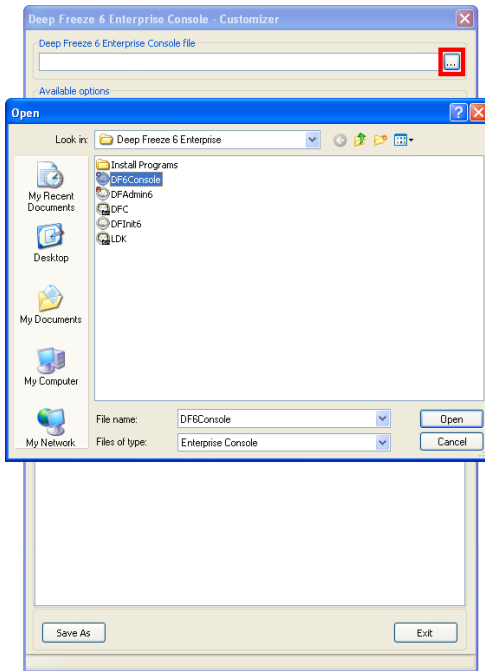 Deep Freeze 6 Enterprise Console - Customizer
Deep Freeze 6 Enterprise Console file
...
Available options
Open
Look in:
Deep Freeze 6 Enterprise
My Recent
Documents
Desktop
My Documents
My Computer
My Network
Install Programs
DF6Console
DFAdmin6
DFC
DFInit6
LDK
File name:
DF6Console
Open
Files of type:
Enterprise Console
Cancel
Save As
Exit